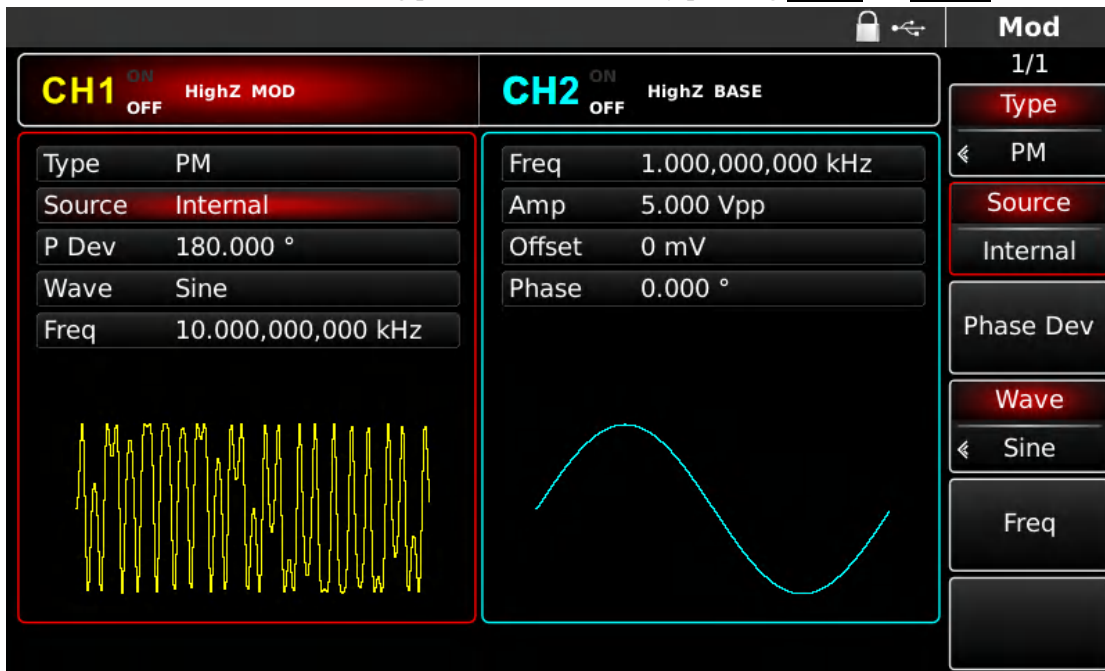 Mod
1/1
CH1 ON OFF HighZ MOD
CH2 ON OFF HighZ BASE
Type PM
Source Internal
P Dev 180.000 °
Wave Sine
Freq 10.000,000,000 kHz
Freq 1.000,000,000 kHz
Amp 5.000 Vpp
Offset 0 mV
Phase 0.000 °
Type
PM
Source
Internal
Phase Dev
Wave
Sine
Freq